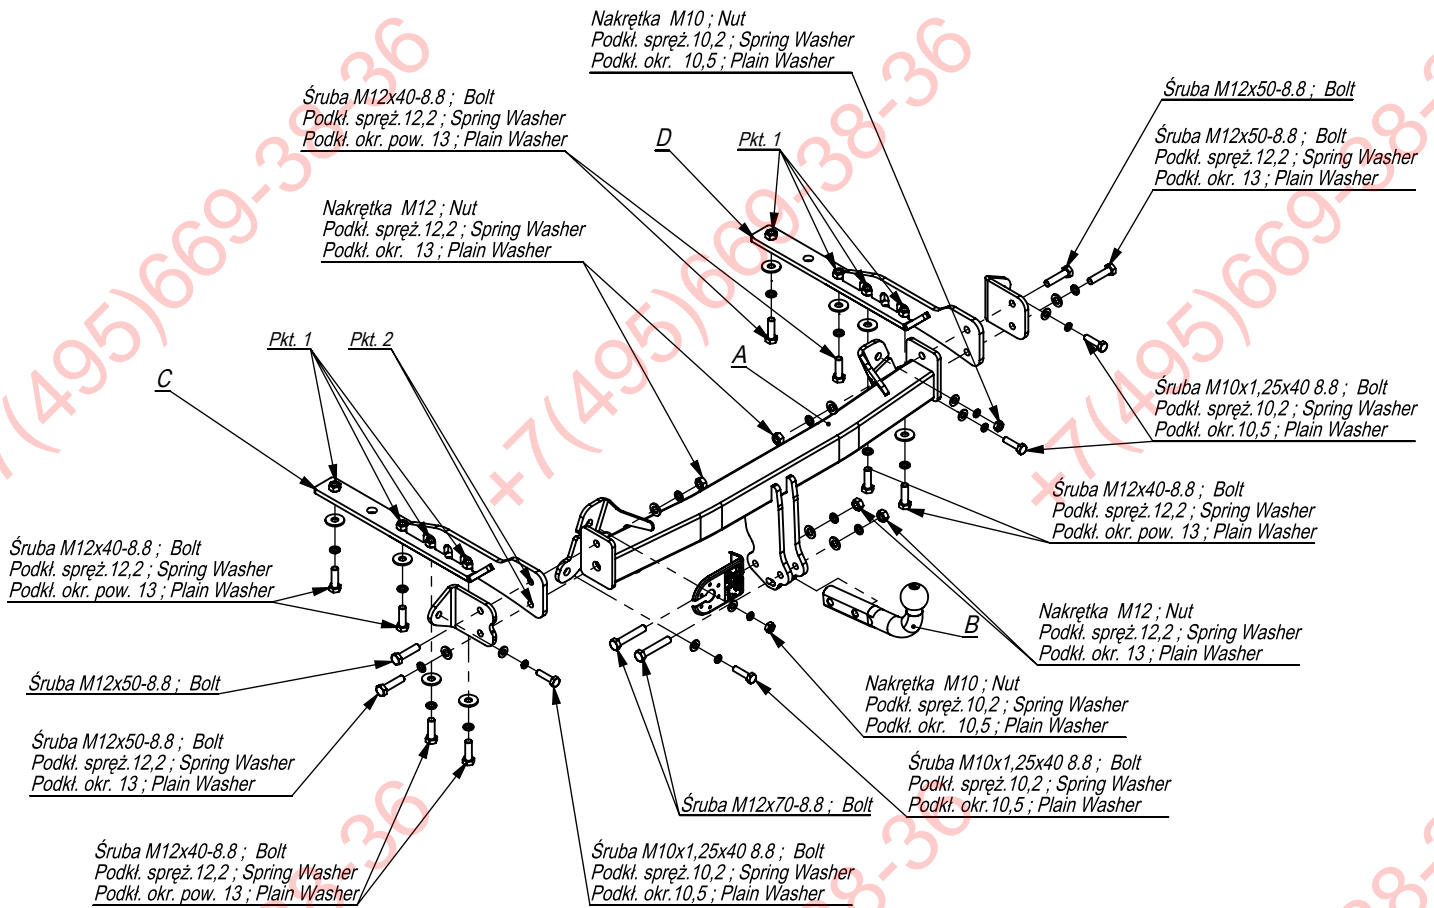 Nakrętka M10 ; Nut
Podkł. spręż.10,2 ; Spring Washer
Podkł. okr. 10,5 ; Plain Washer
Śruba M12x40-8.8 ; Bolt
Podkł. spręż.12,2 ; Spring Washer
Podkł. okr. pow. 13 ; Plain Washer
D
Pkt. 1
Śruba M12x50-8.8 ; Bolt
Śruba M12x50-8.8 ; Bolt
Podkł. spręż.12,2 ; Spring Washer
Podkł. okr. 13 ; Plain Washer
Nakrętka M12 ; Nut
Podkł. spręż.12,2 ; Spring Washer
Podkł. okr. 13 ; Plain Washer
Pkt. 1
Pkt. 2
C
A
Śruba M10x1,25x40 8.8 ; Bolt
Podkł. spręż.10,2 ; Spring Washer
Podkł. okr.10,5 ; Plain Washer
Śruba M12x40-8.8 ; Bolt
Podkł. spręż.12,2 ; Spring Washer
Podkł. okr. pow. 13 ; Plain Washer
Śruba M12x40-8.8 ; Bolt
Podkł. spręż.12,2 ; Spring Washer
Podkł. okr. pow. 13 ; Plain Washer
B
Nakrętka M12 ; Nut
Podkł. spręż.12,2 ; Spring Washer
Podkł. okr. 13 ; Plain Washer
Śruba M12x50-8.8 ; Bolt
Nakrętka M10 ; Nut
Podkł. spręż.10,2 ; Spring Washer
Podkł. okr. 10,5 ; Plain Washer
Śruba M12x50-8.8 ; Bolt
Podkł. spręż.12,2 ; Spring Washer
Podkł. okr. 13 ; Plain Washer
Śruba M10x1,25x40 8.8 ; Bolt
Podkł. spręż.10,2 ; Spring Washer
Podkł. okr.10,5 ; Plain Washer
Śruba M12x70-8.8 ; Bolt
Śruba M12x40-8.8 ; Bolt
Podkł. spręż.12,2 ; Spring Washer
Podkł. okr. pow. 13 ; Plain Washer
Śruba M10x1,25x40 8.8 ; Bolt
Podkł. spręż.10,2 ; Spring Washer
Podkł. okr.10,5 ; Plain Washer
7(495)669-38-36
+7(495)669-38-36
+7(495)669-38-3
38-36
38-36
38